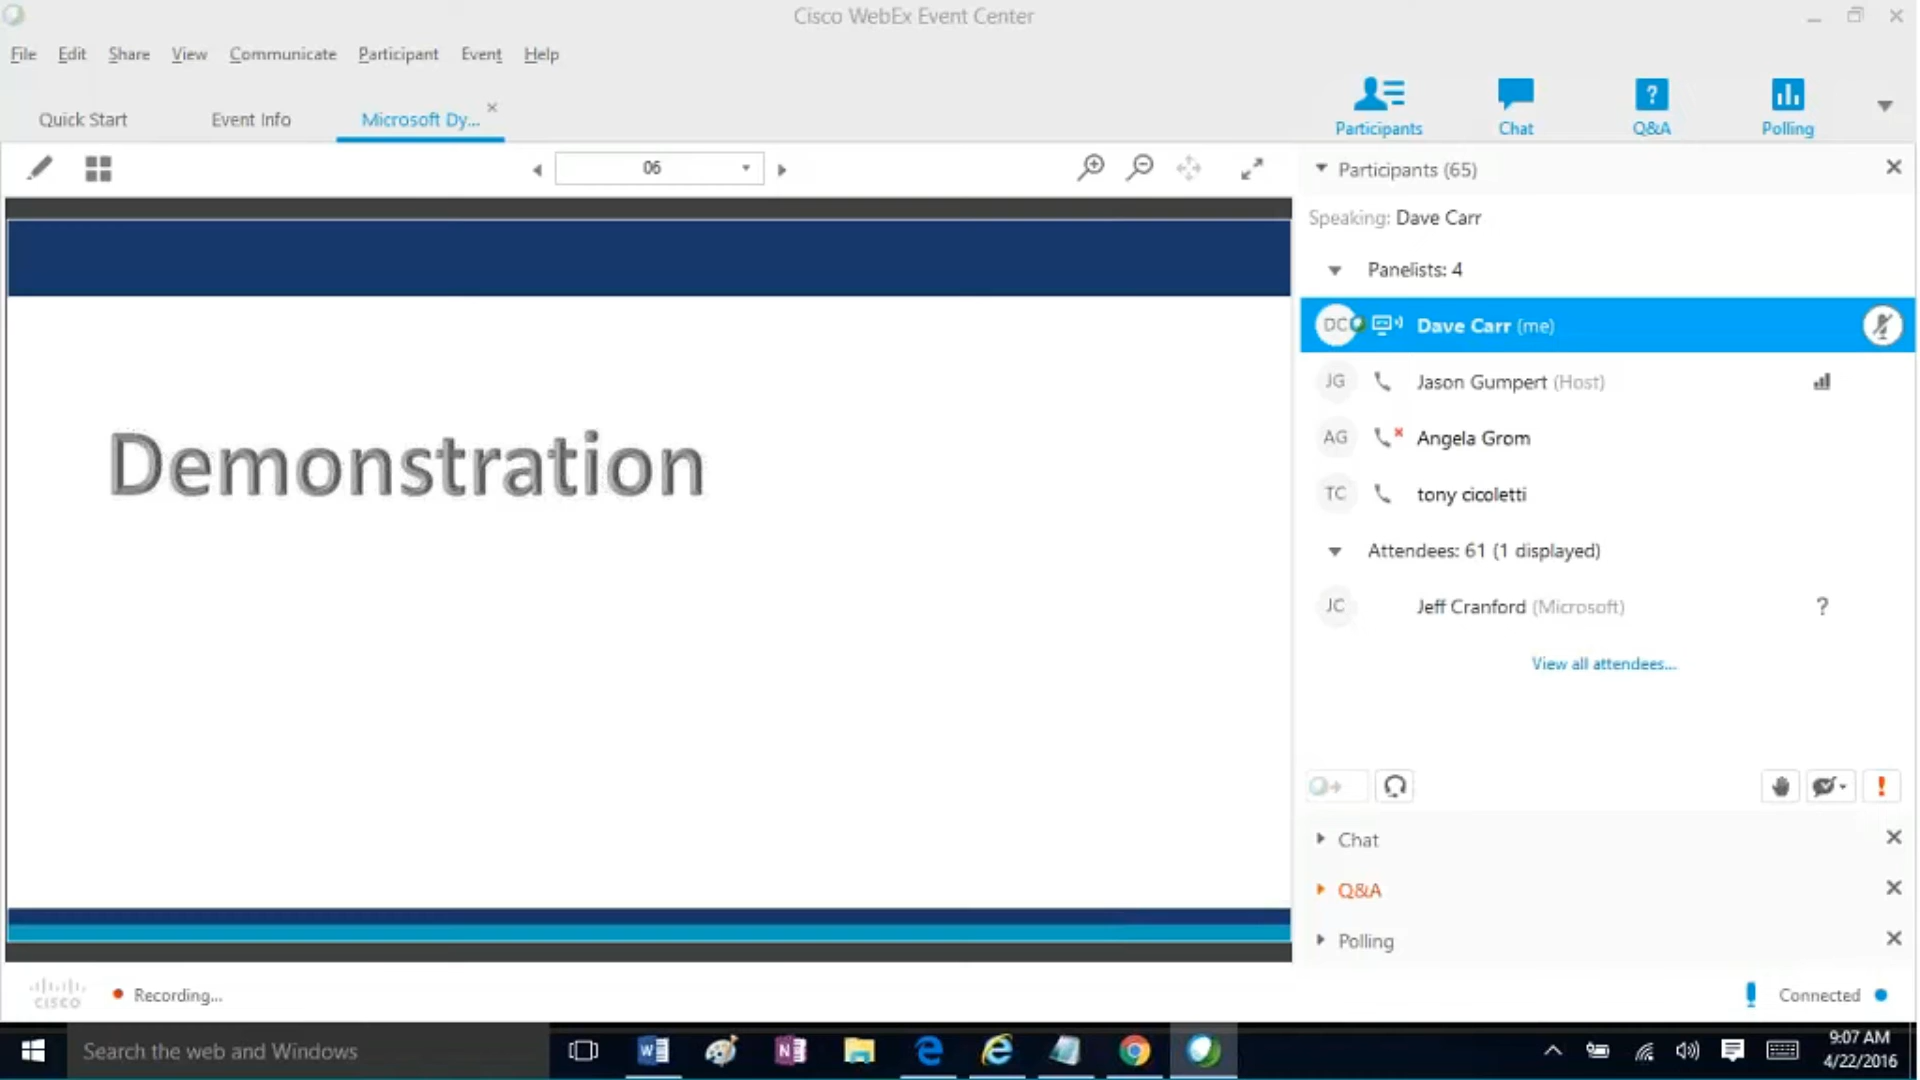 Cisco WebEx Event Center
File Edit Share View Communicate Participant Event Help
Quick Start Event Info Microsoft Dy...
Participants Chat Q&A Polling
06
Participants (65)
Speaking: Dave Carr
Panelists: 4
DC Dave Carr (me)
JG Jason Gumpert (Host)
AG Angela Grom
TC tony cicoletti
Attendees: 61 (1 displayed)
JC Jeff Cranford (Microsoft) ?
View all attendees...
Demonstration
Chat
Q&A
Polling
CISCO Recording...
Connected
Search the web and Windows
9:07 AM
4/22/2016